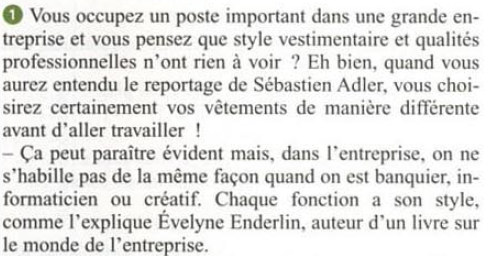 1 Vous occupez un poste important dans une grande en-
treprise et vous pensez que style vestimentaire et qualités
professionnelles n'ont rien à voir ? Eh bien, quand vous
aurez entendu le reportage de Sébastien Adler, vous choi-
sirez certainement vos vêtements de manière différente
avant d'aller travailler !
– Ça peut paraître évident mais, dans l'entreprise, on ne
s'habille pas de la même façon quand on est banquier, in-
formaticien ou créatif. Chaque fonction a son style,
comme l'explique Évelyne Enderlin, auteur d'un livre sur
le monde de l'entreprise.